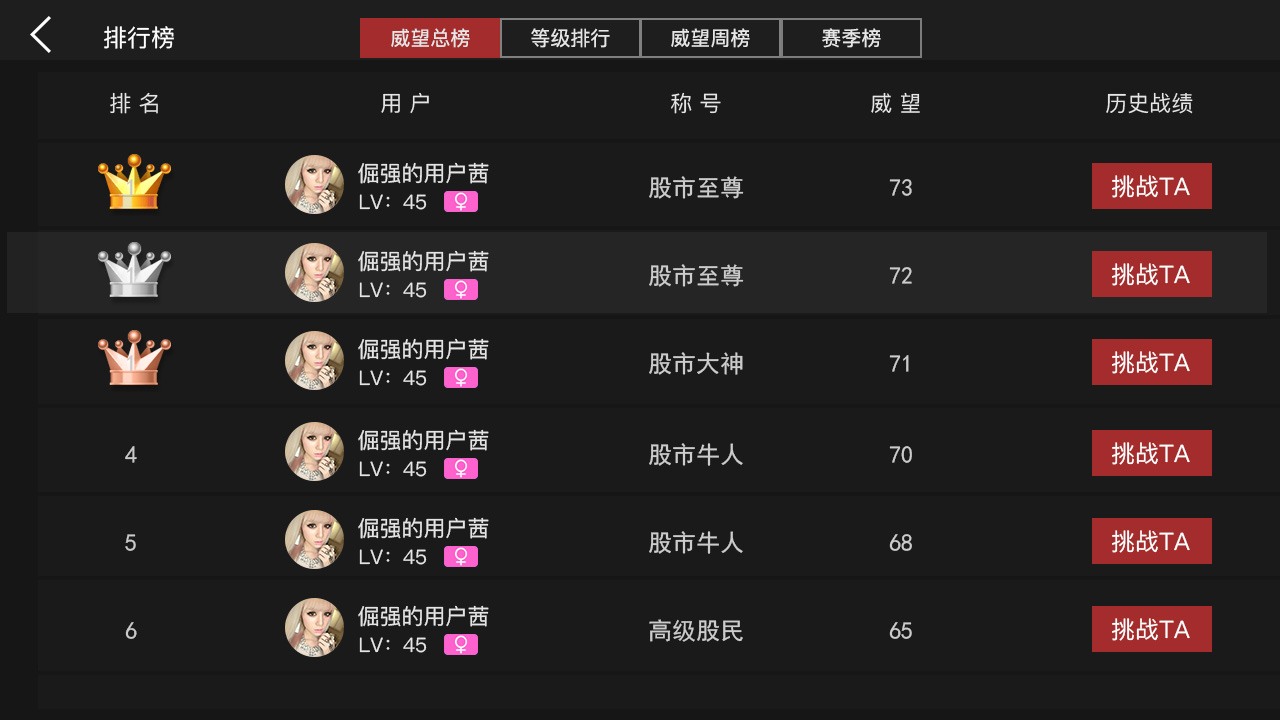 排行榜
威望总榜 等级排行 威望周榜 赛季榜
排名 用户 称号 威望 历史战绩
倔强的用户茜
LV：45
股市至尊 73 挑战TA
倔强的用户茜
LV：45
股市至尊 72 挑战TA
倔强的用户茜
LV：45
股市大神 71 挑战TA
4
倔强的用户茜
LV：45
股市牛人 70 挑战TA
5
倔强的用户茜
LV：45
股市牛人 68 挑战TA
6
倔强的用户茜
LV：45
高级股民 65 挑战TA